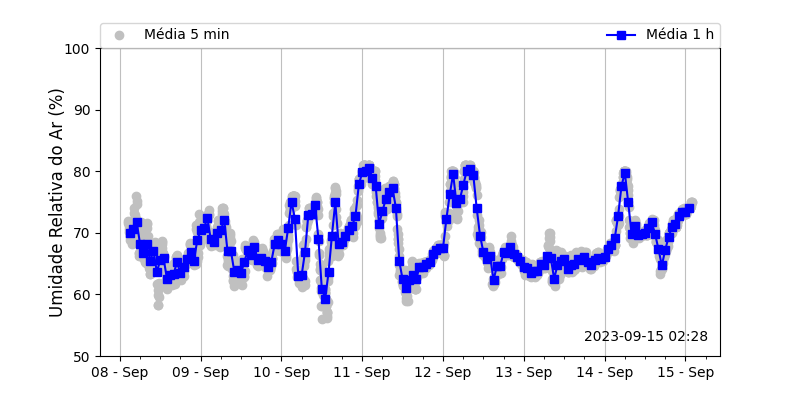 Média 5 min
Média 1 h
100
90
80
70
60
50
Umidade Relativa do Ar (%)
2023-09-15 02:28
08 - Sep
09 - Sep
10 - Sep
11 - Sep
12 - Sep
13 - Sep
14 - Sep
15 - Sep